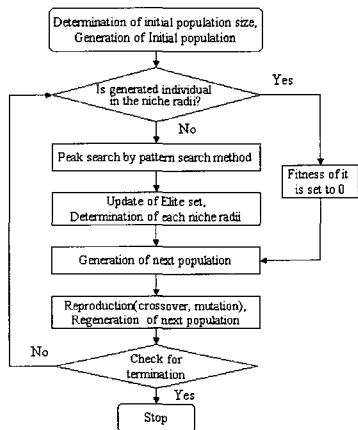 Determination of initial population size,
Generation of Initial population
Is generated individual
in the niche radii?
Yes
No
Peak search by pattern search method
Fitness of it
is set to 0
Update of Elite set,
Determination of each niche radii
Generation of next population
Reproduction(crossover, mutation),
Regeneration of next population
No
Check for
termination
Yes
Stop